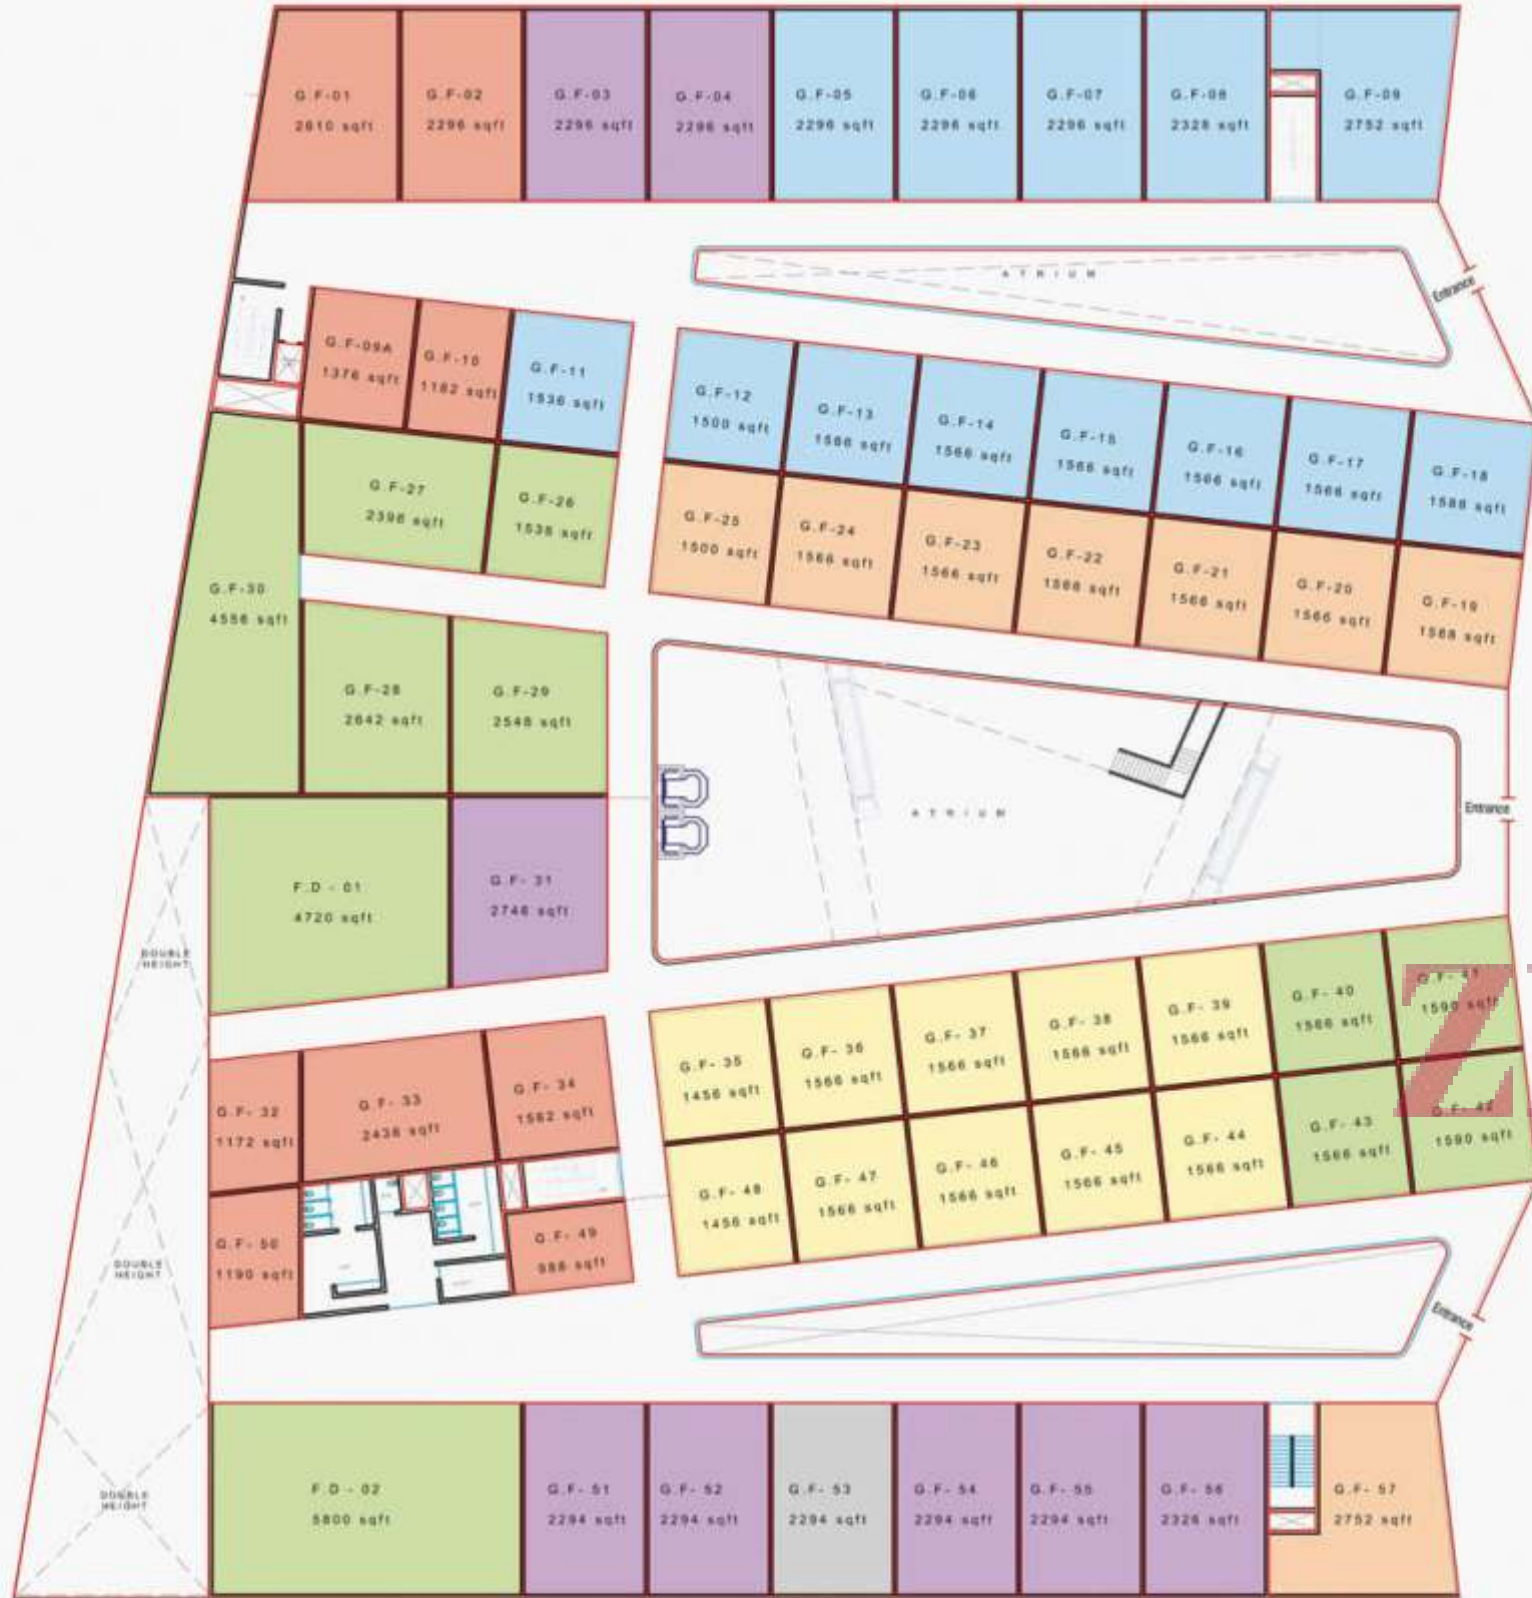 G.F-01
2610 sqft
G.F-02
2296 sqft
G.F-03
2296 sqft
G.F-04
2296 sqft
G.F-05
2296 sqft
G.F-06
2296 sqft
G.F-07
2296 sqft
G.F-08
2328 sqft
G.F-09
2752 sqft
ATRIUM
Entrance
G.F-09A
1376 sqft
G.F-10
1182 sqft
G.F-11
1536 sqft
G.F-12
1500 sqft
G.F-13
1566 sqft
G.F-14
1566 sqft
G.F-15
1566 sqft
G.F-16
1566 sqft
G.F-17
1566 sqft
G.F-18
1588 sqft
G.F-27
2396 sqft
G.F-26
1536 sqft
G.F-25
1500 sqft
G.F-24
1566 sqft
G.F-23
1566 sqft
G.F-22
1566 sqft
G.F-21
1566 sqft
G.F-20
1566 sqft
G.F-19
1588 sqft
G.F-30
4556 sqft
G.F-28
2642 sqft
G.F-29
2548 sqft
ATRIUM
Entrance
F.D - 01
4720 sqft
G.F- 31
2746 sqft
DOUBLE
HEIGHT
G.F- 35
1456 sqft
G.F- 36
1566 sqft
G.F- 37
1566 sqft
G.F- 38
1566 sqft
G.F- 39
1566 sqft
G.F- 40
1566 sqft
G.F- 41
1590 sqft
Z
G.F- 32
1172 sqft
G.F- 33
2436 sqft
G.F- 34
1562 sqft
G.F- 48
1456 sqft
G.F- 47
1566 sqft
G.F- 46
1566 sqft
G.F- 45
1566 sqft
G.F- 44
1566 sqft
G.F- 43
1566 sqft
G.F- 42
1590 sqft
G.F- 50
1190 sqft
G.F- 49
988 sqft
DOUBLE
HEIGHT
Entrance
F.D - 02
5800 sqft
G.F- 51
2294 sqft
G.F- 52
2294 sqft
G.F- 53
2294 sqft
G.F- 54
2294 sqft
G.F- 55
2294 sqft
G.F- 56
2326 sqft
G.F- 57
2752 sqft
DOUBLE
HEIGHT